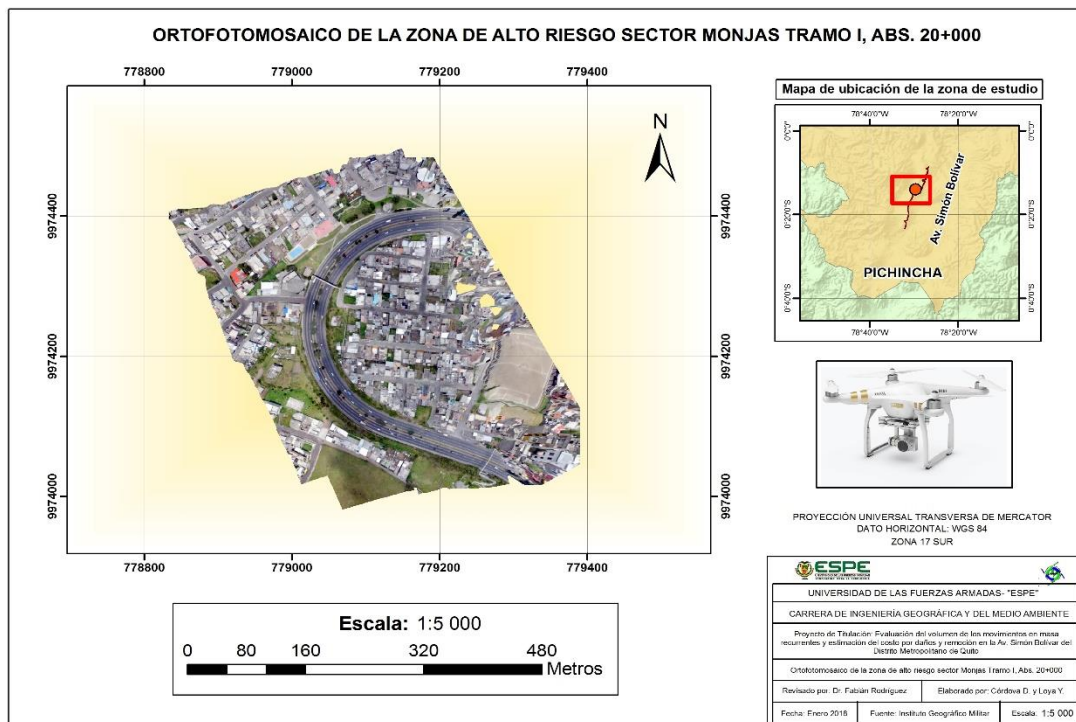 ORTOFOTOMOSAICO DE LA ZONA DE ALTO RIESGO SECTOR MONJAS TRAMO I, ABS. 20+000
778800 779000 779200 779400
9974400
9974200
9974000
9974400
9974200
9974000
778800 779000 779200 779400
N
Escala: 1:5 000
0 80 160 320 480
Metros
Mapa de ubicación de la zona de estudio
78°40'0"W 78°20'0"W
0°0'0"
0°20'0"S
0°40'0"S
0°0'0"
0°20'0"S
0°40'0"S
Av. Simón Bolívar
PICHINCHA
78°40'0"W 78°20'0"W
PROYECCIÓN UNIVERSAL TRANSVERSA DE MERCATOR
DATO HORIZONTAL: WGS 84
ZONA 17 SUR
ESPE
UNIVERSIDAD DE LAS FUERZAS ARMADAS- "ESPE"
CARRERA DE INGENIERÍA GEOGRÁFICA Y DEL MEDIO AMBIENTE
Proyecto de Titulación: Evaluación del volumen de los movimientos en masa
recurrentes y estimación del costo por daños y remoción en la Av. Simón Bolívar del
Distrito Metropolitano de Quito
Ortofotomosaico de la zona de alto riesgo sector Monjas Tramo I, Abs. 20+000
Revisado por: Dr. Fabián Rodríguez Elaborado por: Córdova D. y Loya Y.
Fecha: Enero 2018 Fuente: Instituto Geográfico Militar Escala: 1:5 000